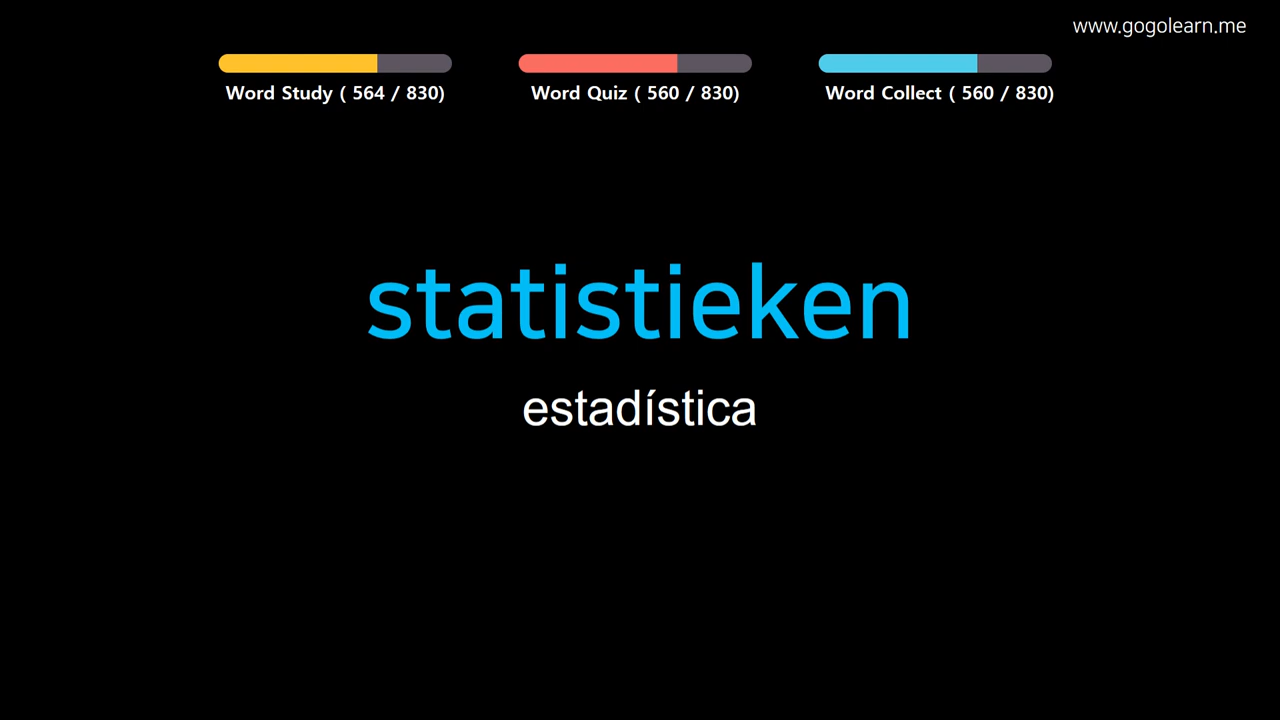 www.gogolearn.me
Word Study ( 564 / 830)
Word Quiz ( 560 / 830)
Word Collect ( 560 / 830)
statistieken
estadística